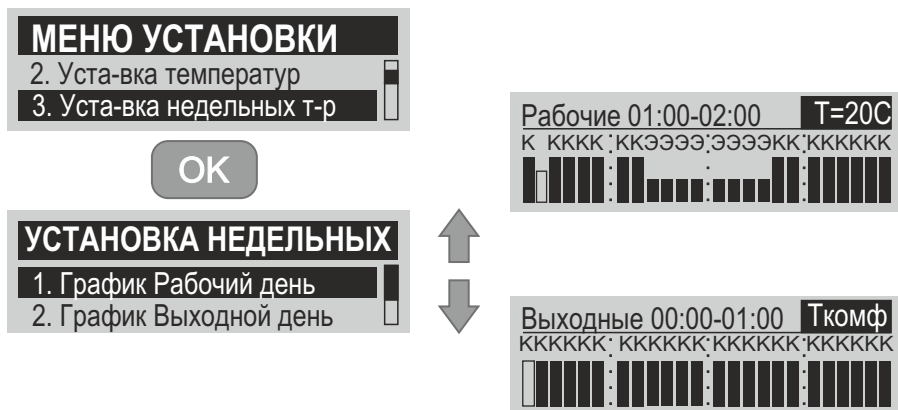 МЕНЮ УСТАНОВКИ
2. Уста-вка температур
3. Уста-вка недельных т-р
OK
УСТАНОВКА НЕДЕЛЬНЫХ
1. График Рабочий день
2. График Выходной день
Рабочие 01:00-02:00 T=20C
К КККК:ККЭЭЭЭ:ЭЭЭЭКК:КККККК
Выходные 00:00-01:00 Ткомф
КККККК:КККККК:КККККК:КККККК